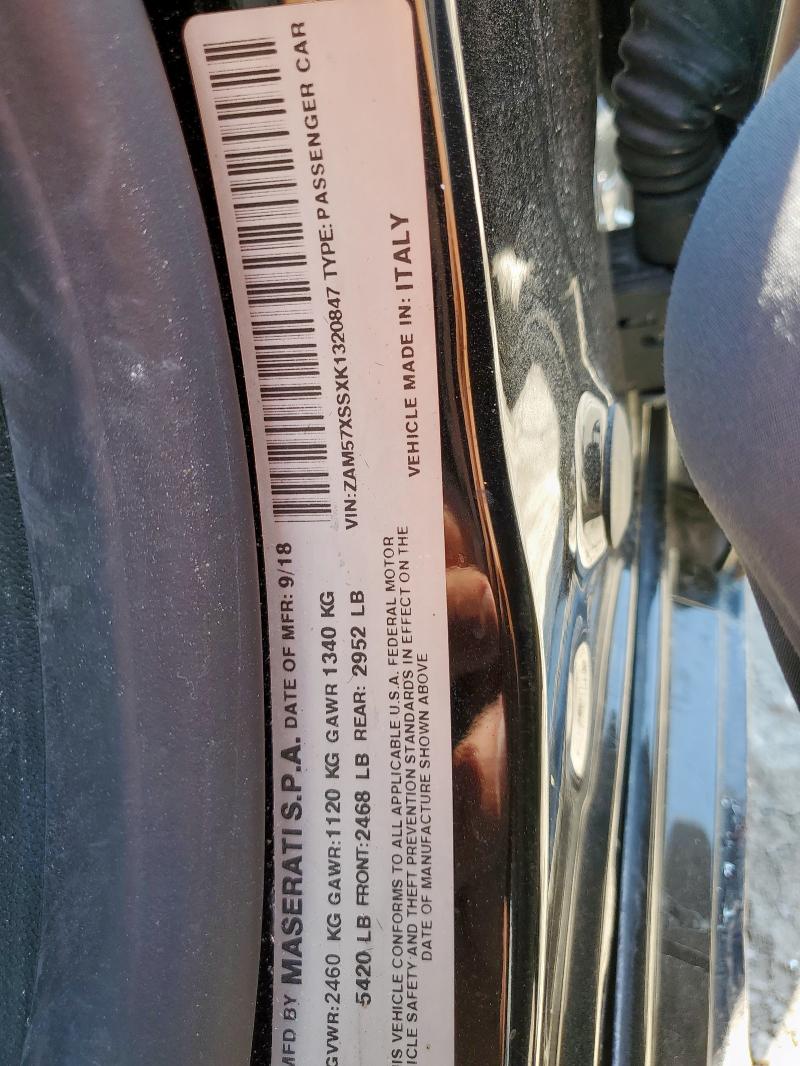 MFD BY MASERATI S.P.A. DATE OF MFR: 9/18
GVWR:2460 KG GAWR:1120 KG GAWR 1340 KG
5420 LB FRONT:2468 LB REAR: 2952 LB
VIN:ZAM57XSSXK1320847 TYPE:PASSENGER CAR
IS VEHICLE CONFORMS TO ALL APPLICABLE U.S.A. FEDERAL MOTOR
ICLE SAFETY AND THEFT PREVENTION STANDARDS IN EFFECT ON THE
DATE OF MANUFACTURE SHOWN ABOVE
VEHICLE MADE IN: ITALY